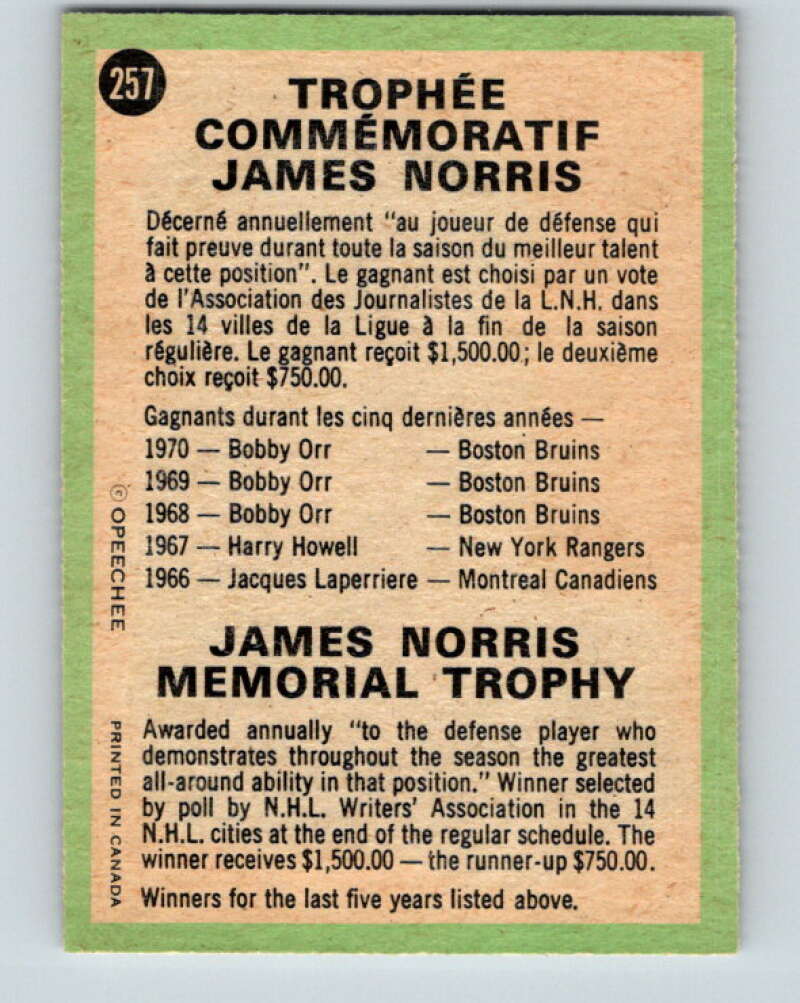 257
TROPHÉE
COMMÉMORATIF
JAMES NORRIS
Décerné annuellement "au joueur de défense qui
fait preuve durant toute la saison du meilleur talent
à cette position". Le gagnant est choisi par un vote
de l'Association des Journalistes de la L.N.H. dans
les 14 villes de la Ligue à la fin de la saison
régulière. Le gagnant reçoit $1,500.00; le deuxième
choix reçoit $750.00.
Gagnants durant les cinq dernières années —
1970 — Bobby Orr — Boston Bruins
1969 — Bobby Orr — Boston Bruins
1968 — Bobby Orr — Boston Bruins
1967 — Harry Howell — New York Rangers
1966 — Jacques Laperriere — Montreal Canadiens
JAMES NORRIS
MEMORIAL TROPHY
Awarded annually "to the defense player who
demonstrates throughout the season the greatest
all-around ability in that position." Winner selected
by poll by N.H.L. Writers' Association in the 14
N.H.L. cities at the end of the regular schedule. The
winner receives $1,500.00 — the runner-up $750.00.
Winners for the last five years listed above.
© OPEECHEE
PRINTED IN CANADA